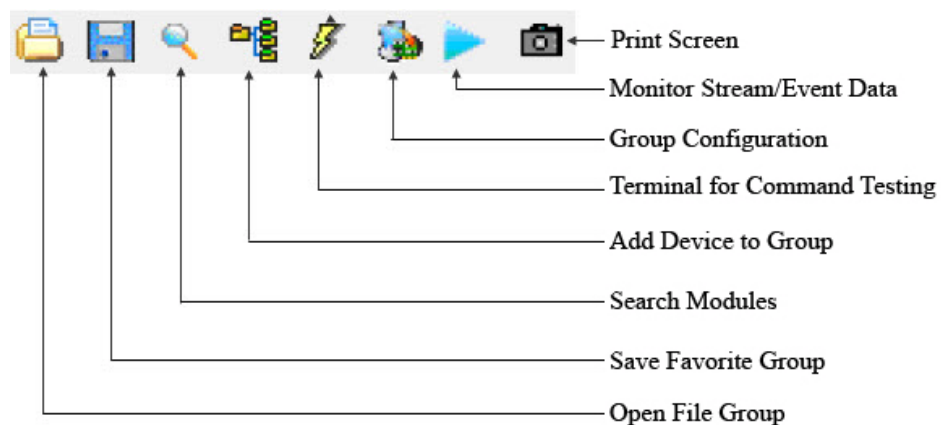 Print Screen
Monitor Stream/Event Data
Group Configuration
Terminal for Command Testing
Add Device to Group
Search Modules
Save Favorite Group
Open File Group